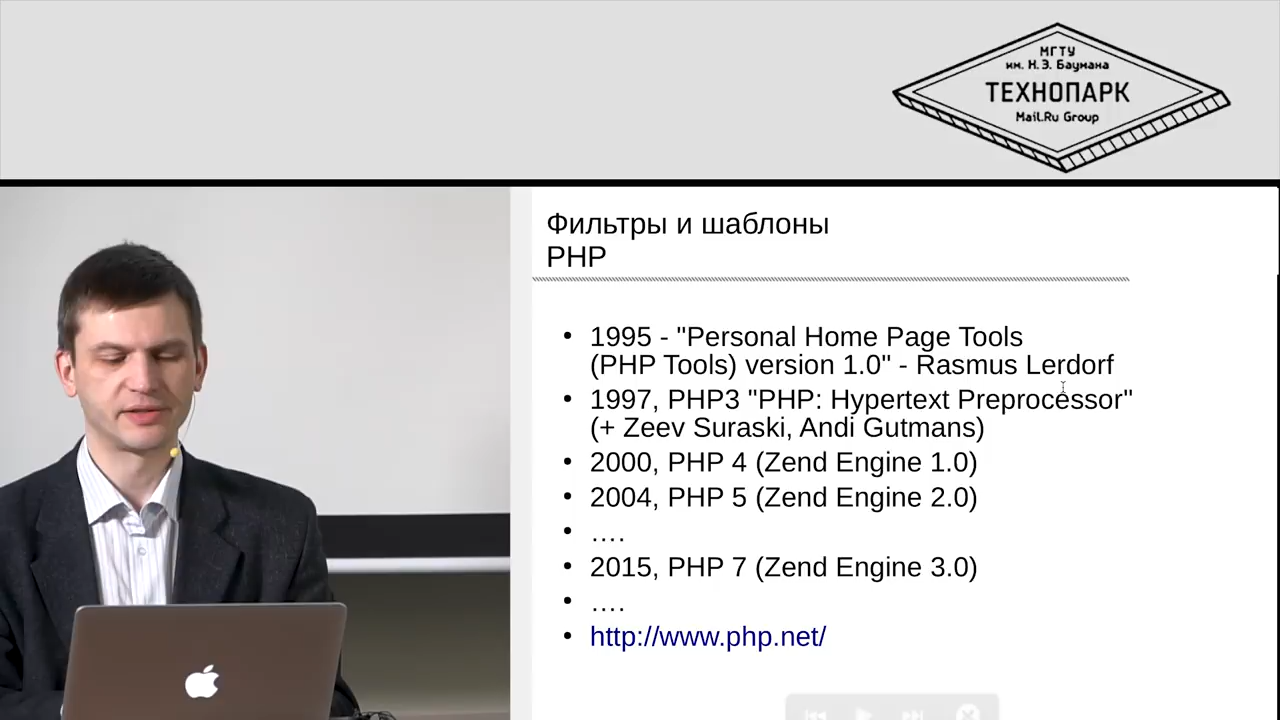 МГТУ
им. Н.Э. Баумана
ТЕХНОПАРК
Mail.Ru Group
Фильтры и шаблоны
PHP
• 1995 - "Personal Home Page Tools
(PHP Tools) version 1.0" - Rasmus Lerdorf
• 1997, PHP3 "PHP: Hypertext Preprocessor"
(+ Zeev Suraski, Andi Gutmans)
• 2000, PHP 4 (Zend Engine 1.0)
• 2004, PHP 5 (Zend Engine 2.0)
• ....
• 2015, PHP 7 (Zend Engine 3.0)
• ....
• http://www.php.net/